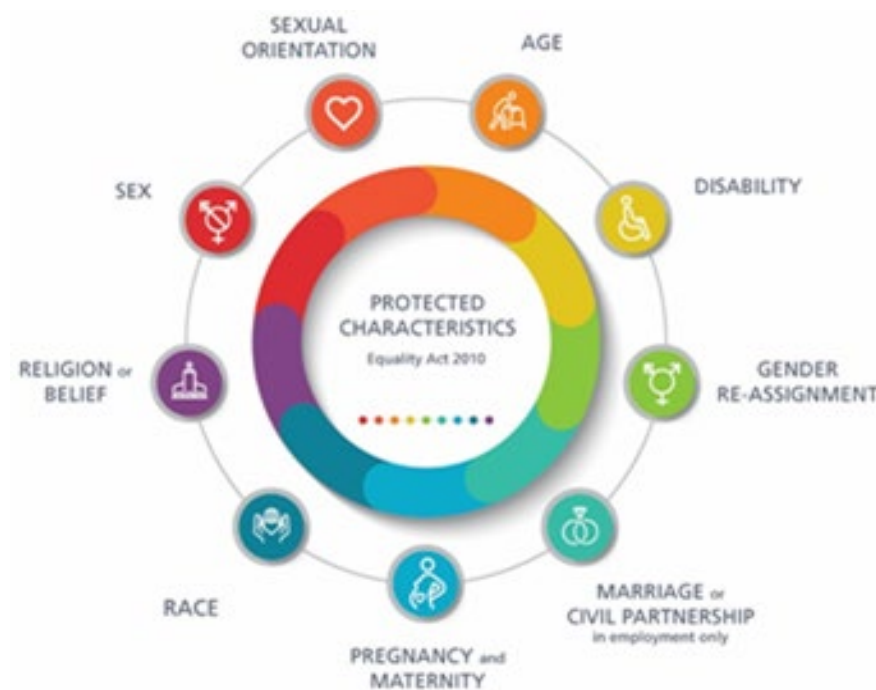 PROTECTED
CHARACTERISTICS
Equality Act 2010
SEXUAL
ORIENTATION
AGE
DISABILITY
GENDER
RE-ASSIGNMENT
MARRIAGE or
CIVIL PARTNERSHIP
in employment only
PREGNANCY and
MATERNITY
RACE
RELIGION or
BELIEF
SEX